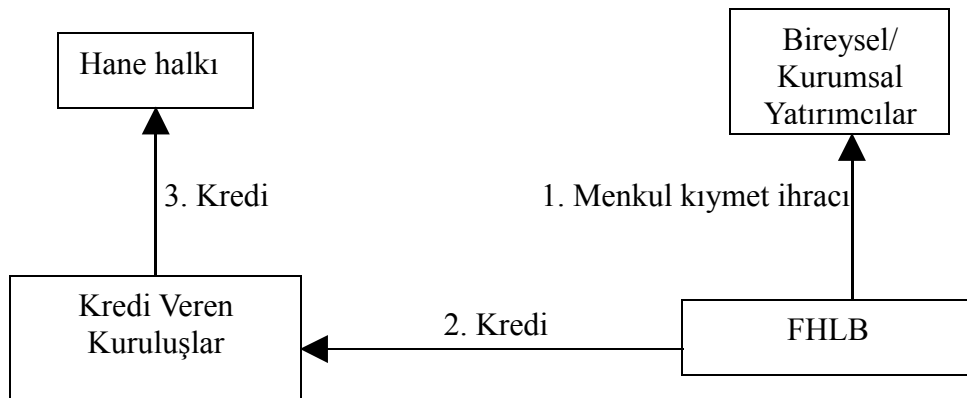 Hane halkı
Bireysel/
Kurumsal
Yatırımcılar
3. Kredi
1. Menkul kıymet ihracı
Kredi Veren
Kuruluşlar
2. Kredi
FHLB